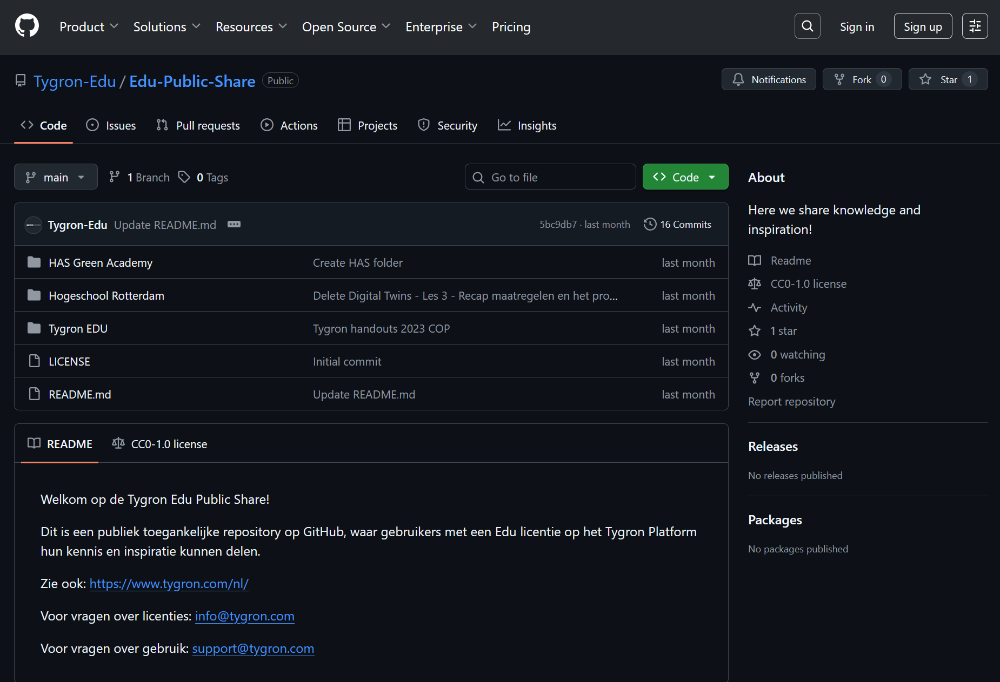 Product Solutions Resources Open Source Enterprise Pricing Sign in Sign up
Tygron-Edu / Edu-Public-Share Public Notifications Fork 0 Star 1
Code Issues Pull requests Actions Projects Security Insights
main 1 Branch 0 Tags Go to file Code
Tygron-Edu Update README.md 5bc9db7 · last month 16 Commits
HAS Green Academy Create HAS folder last month
Hogeschool Rotterdam Delete Digital Twins - Les 3 - Recap maatregelen en het pro... last month
Tygron EDU Tygron handouts 2023 COP last month
LICENSE Initial commit last month
README.md Update README.md last month
README CC0-1.0 license
Welkom op de Tygron Edu Public Share!
Dit is een publiek toegankelijke repository op GitHub, waar gebruikers met een Edu licentie op het Tygron Platform
hun kennis en inspiratie kunnen delen.
Zie ook: https://www.tygron.com/nl/
Voor vragen over licenties: info@tygron.com
Voor vragen over gebruik: support@tygron.com
About
Here we share knowledge and
inspiration!
Readme
CC0-1.0 license
Activity
1 star
0 watching
0 forks
Report repository
Releases
No releases published
Packages
No packages published